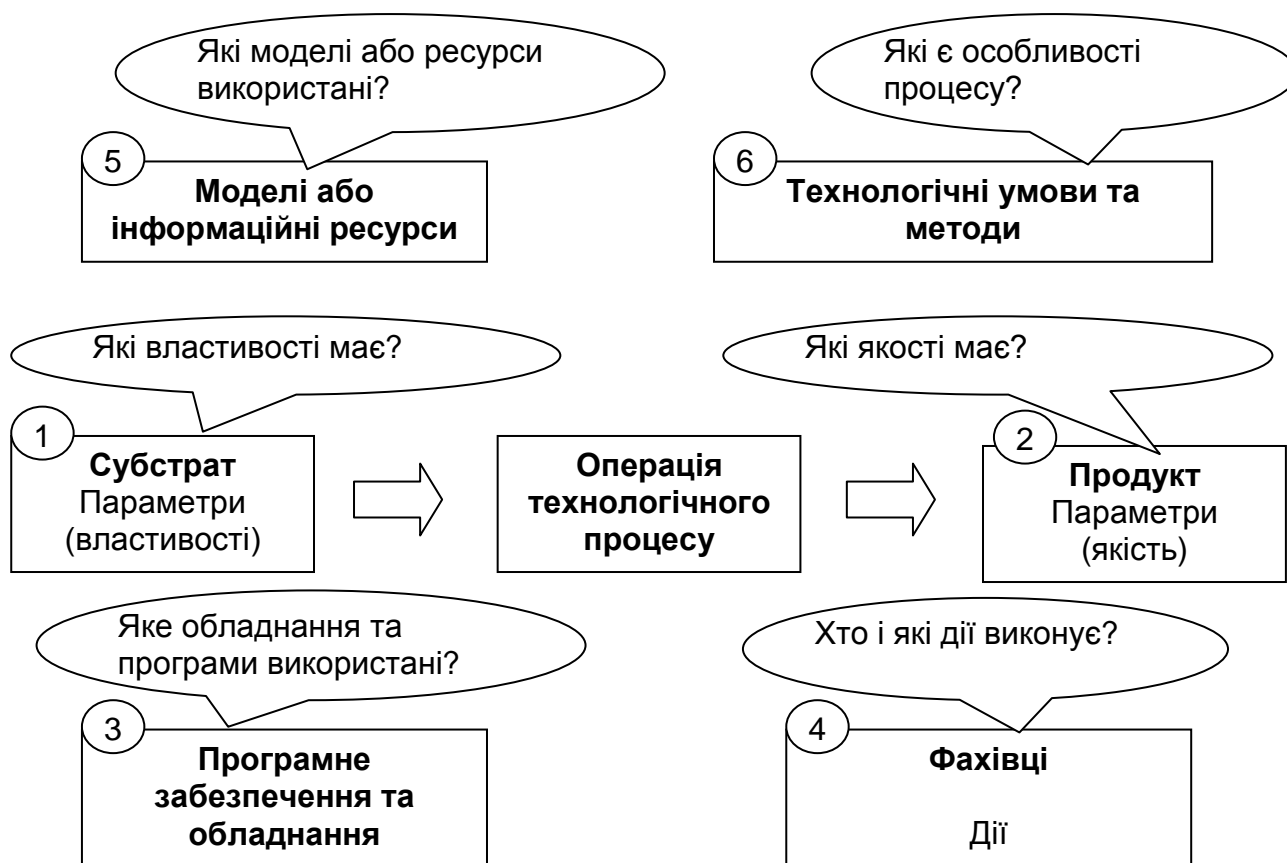 Які моделі або ресурси
використані?
Які є особливості
процесу?
5
Моделі або
інформаційні ресурси
6
Технологічні умови та
методи
Які властивості має?
Які якості має?
1
Субстрат
Параметри
(властивості)
Операція
технологічного
процесу
2
Продукт
Параметри
(якість)
Яке обладнання та
програми використані?
Хто і які дії виконує?
3
Програмне
забезпечення та
обладнання
4
Фахівці
Дії